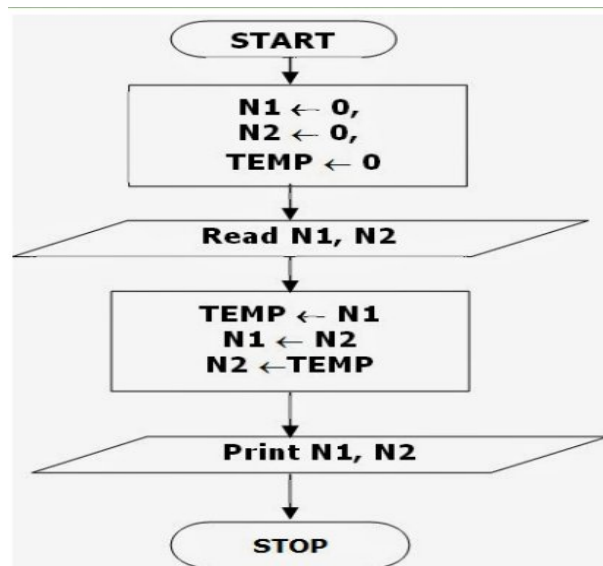 START
N1 ← 0,
N2 ← 0,
TEMP ← 0
Read N1, N2
TEMP ← N1
N1 ← N2
N2 ←TEMP
Print N1, N2
STOP